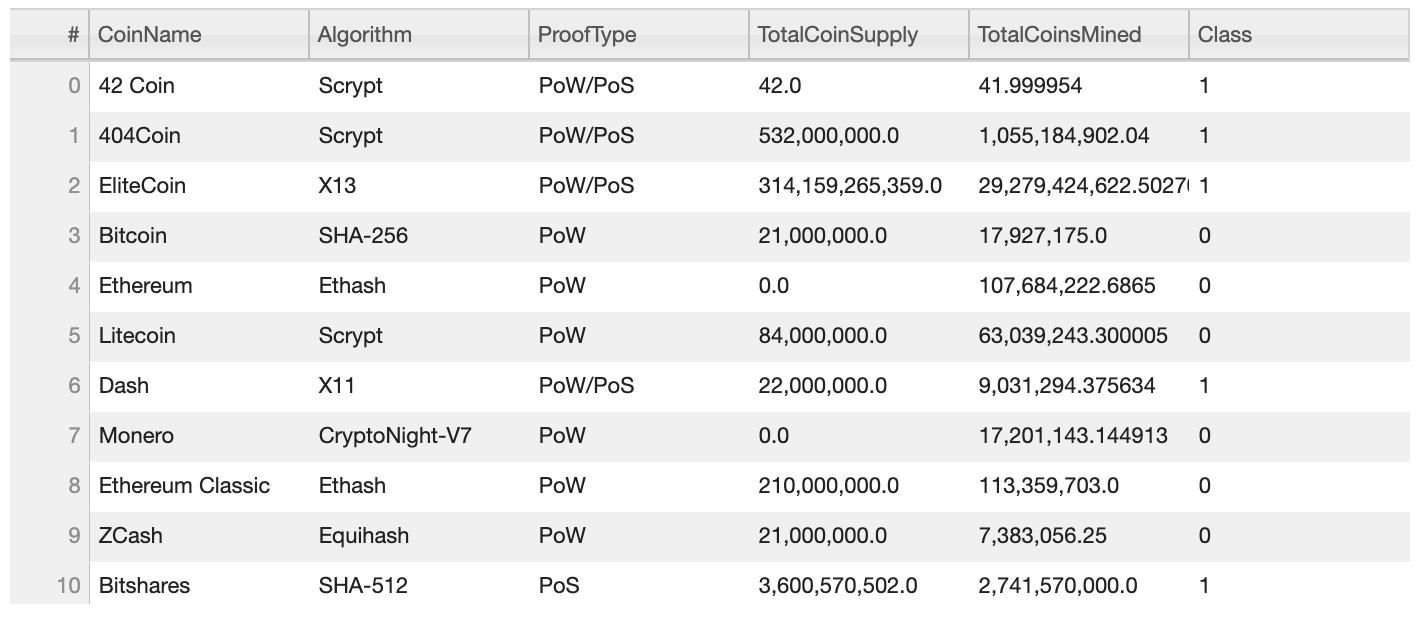 # CoinName Algorithm ProofType TotalCoinSupply TotalCoinsMined Class
0 42 Coin Scrypt PoW/PoS 42.0 41.999954 1
1 404Coin Scrypt PoW/PoS 532,000,000.0 1,055,184,902.04 1
2 EliteCoin X13 PoW/PoS 314,159,265,359.0 29,279,424,622.5027 1
3 Bitcoin SHA-256 PoW 21,000,000.0 17,927,175.0 0
4 Ethereum Ethash PoW 0.0 107,684,222.6865 0
5 Litecoin Scrypt PoW 84,000,000.0 63,039,243.300005 0
6 Dash X11 PoW/PoS 22,000,000.0 9,031,294.375634 1
7 Monero CryptoNight-V7 PoW 0.0 17,201,143.144913 0
8 Ethereum Classic Ethash PoW 210,000,000.0 113,359,703.0 0
9 ZCash Equihash PoW 21,000,000.0 7,383,056.25 0
10 Bitshares SHA-512 PoS 3,600,570,502.0 2,741,570,000.0 1